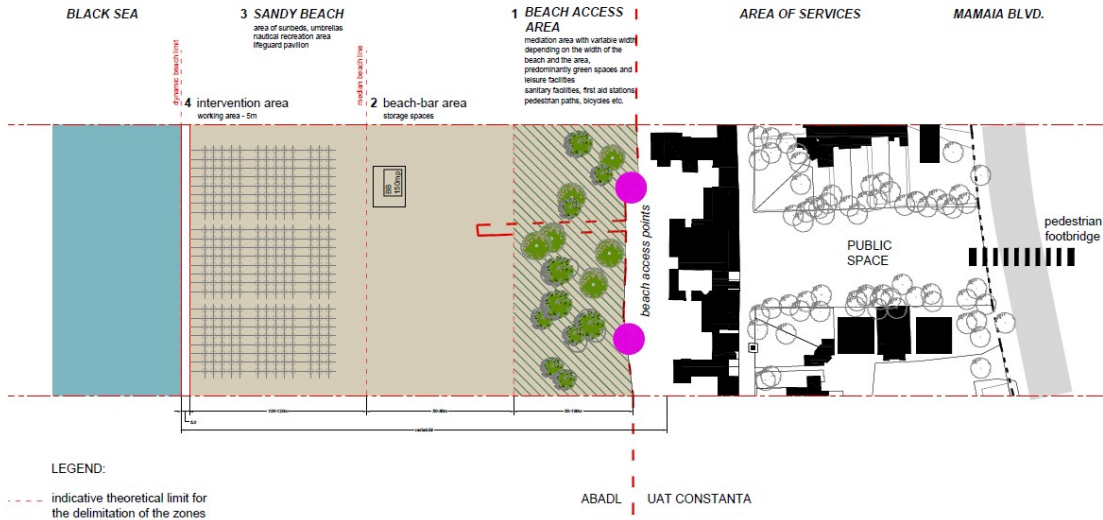 BLACK SEA
3 SANDY BEACH
area of sunbeds, umbrellas
nautical recreation area
lifeguard pavilion
1 BEACH ACCESS
AREA
mediation area with variable width
depending on the width of the
beach and the area,
predominantly green spaces and
leisure facilities
sanitary facilities, first aid stations,
pedestrian paths, bicycles etc.
AREA OF SERVICES
MAMAIA BLVD.
dynamic beach limit
median beach line
4 intervention area
working area - 5m
2 beach-bar area
storage spaces
BB
150mp
beach access points
PUBLIC
SPACE
pedestrian
footbridge
LEGEND:
indicative theoretical limit for
the delimitation of the zones
ABADL
UAT CONSTANTA